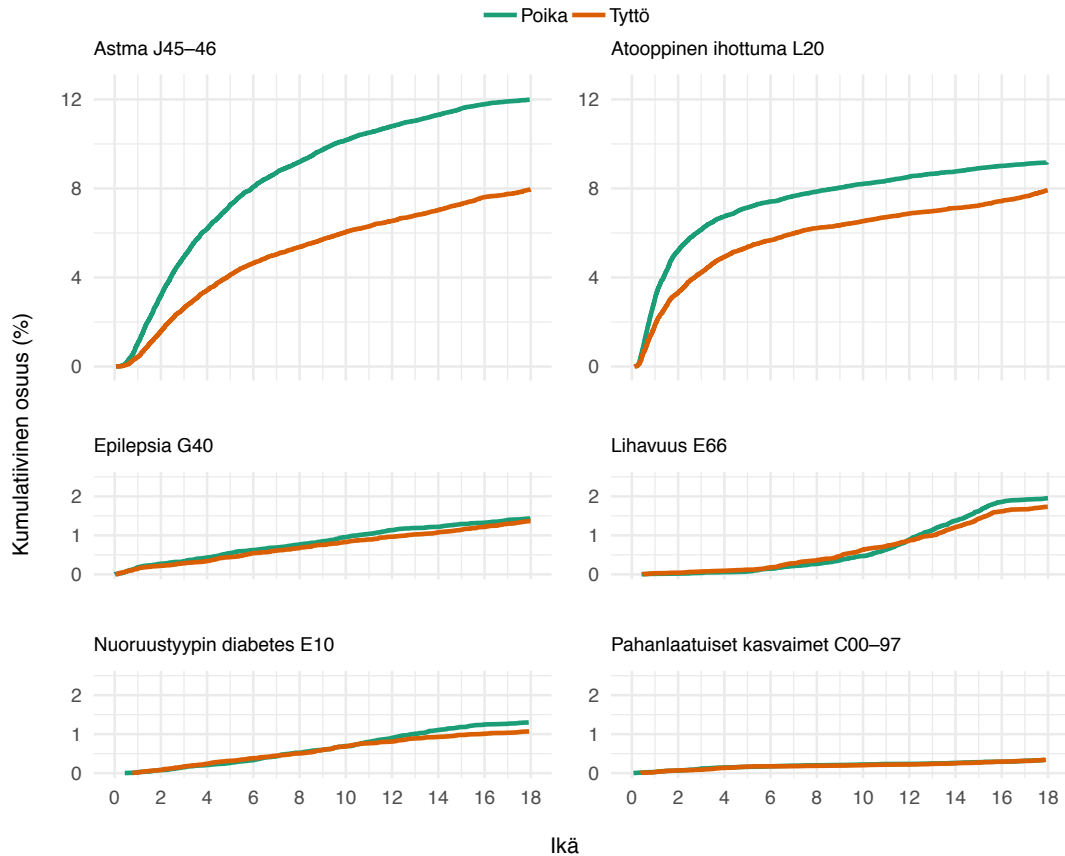 Poika Tyttö
Astma J45–46
Atooppinen ihottuma L20
12
8
4
0
12
8
4
0
Kumulatiivinen osuus (%)
Epilepsia G40
Lihavuus E66
2
1
0
2
1
0
Nuoruustyypin diabetes E10
Pahanlaatuiset kasvaimet C00–97
2
1
0
2
1
0
0 2 4 6 8 10 12 14 16 18
0 2 4 6 8 10 12 14 16 18
Ikä